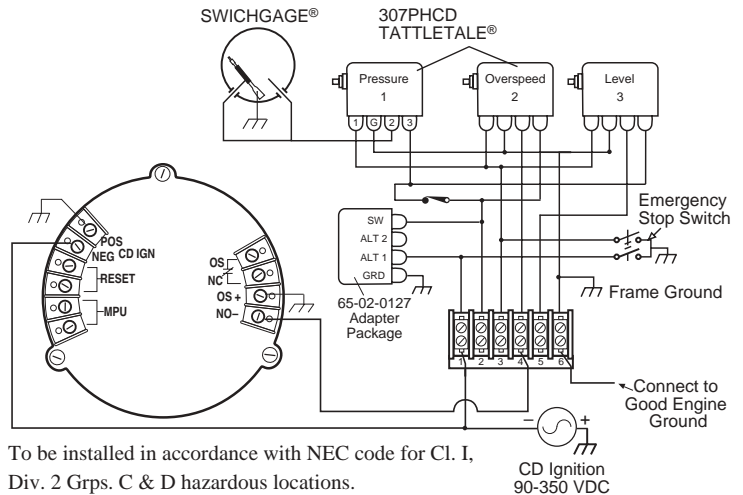 SWICHGAGE®
307PHCD
TATTLETALE®
Pressure
1
Overspeed
2
Level
3
1 G 2 3
Emergency
Stop Switch
SW
ALT 2
ALT 1
GRD
65-02-0127
Adapter
Package
POS
NEG
CD IGN
RESET
MPU
OS
NC
OS +
NO–
Frame Ground
1 2 3 4 5 6
Connect to
Good Engine
Ground
– +
CD Ignition
90-350 VDC
To be installed in accordance with NEC code for Cl. I,
Div. 2 Grps. C & D hazardous locations.